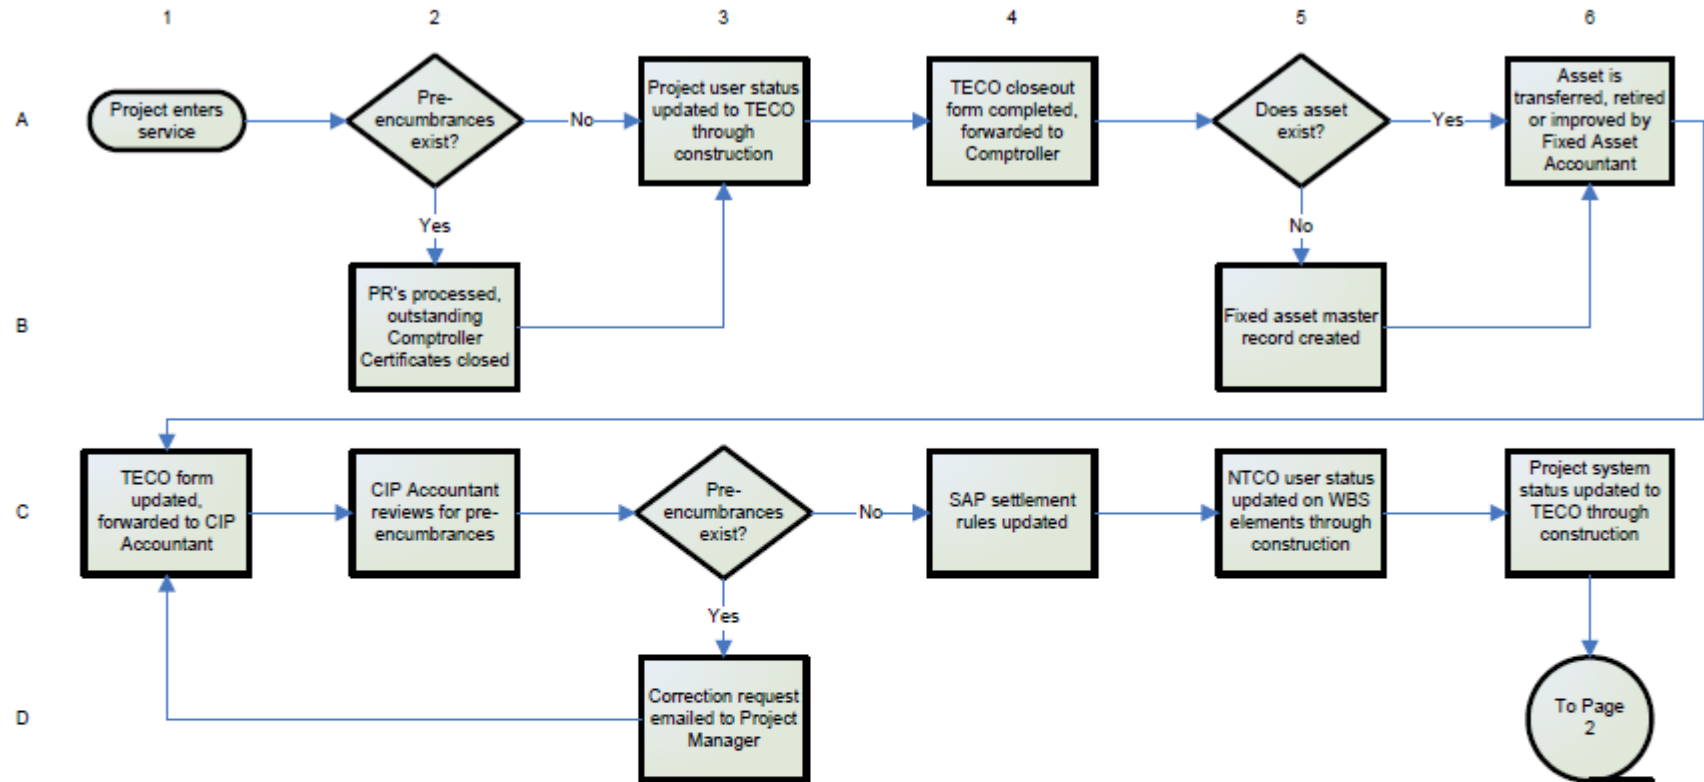 1 2 3 4 5 6
A
Project enters
service
Pre-
encumbrances
exist?
No
Project user status
updated to TECO
through
construction
TECO closeout
form completed,
forwarded to
Comptroller
Does asset
exist?
Yes
Asset is
transferred, retired
or improved by
Fixed Asset
Accountant
Yes
No
B
PR's processed,
outstanding
Comptroller
Certificates closed
Fixed asset master
record created
C
TECO form
updated,
forwarded to CIP
Accountant
CIP Accountant
reviews for pre-
encumbrances
Pre-
encumbrances
exist?
No
SAP settlement
rules updated
NTCO user status
updated on WBS
elements through
construction
Project system
status updated to
TECO through
construction
Yes
D
Correction request
emailed to Project
Manager
To Page
2